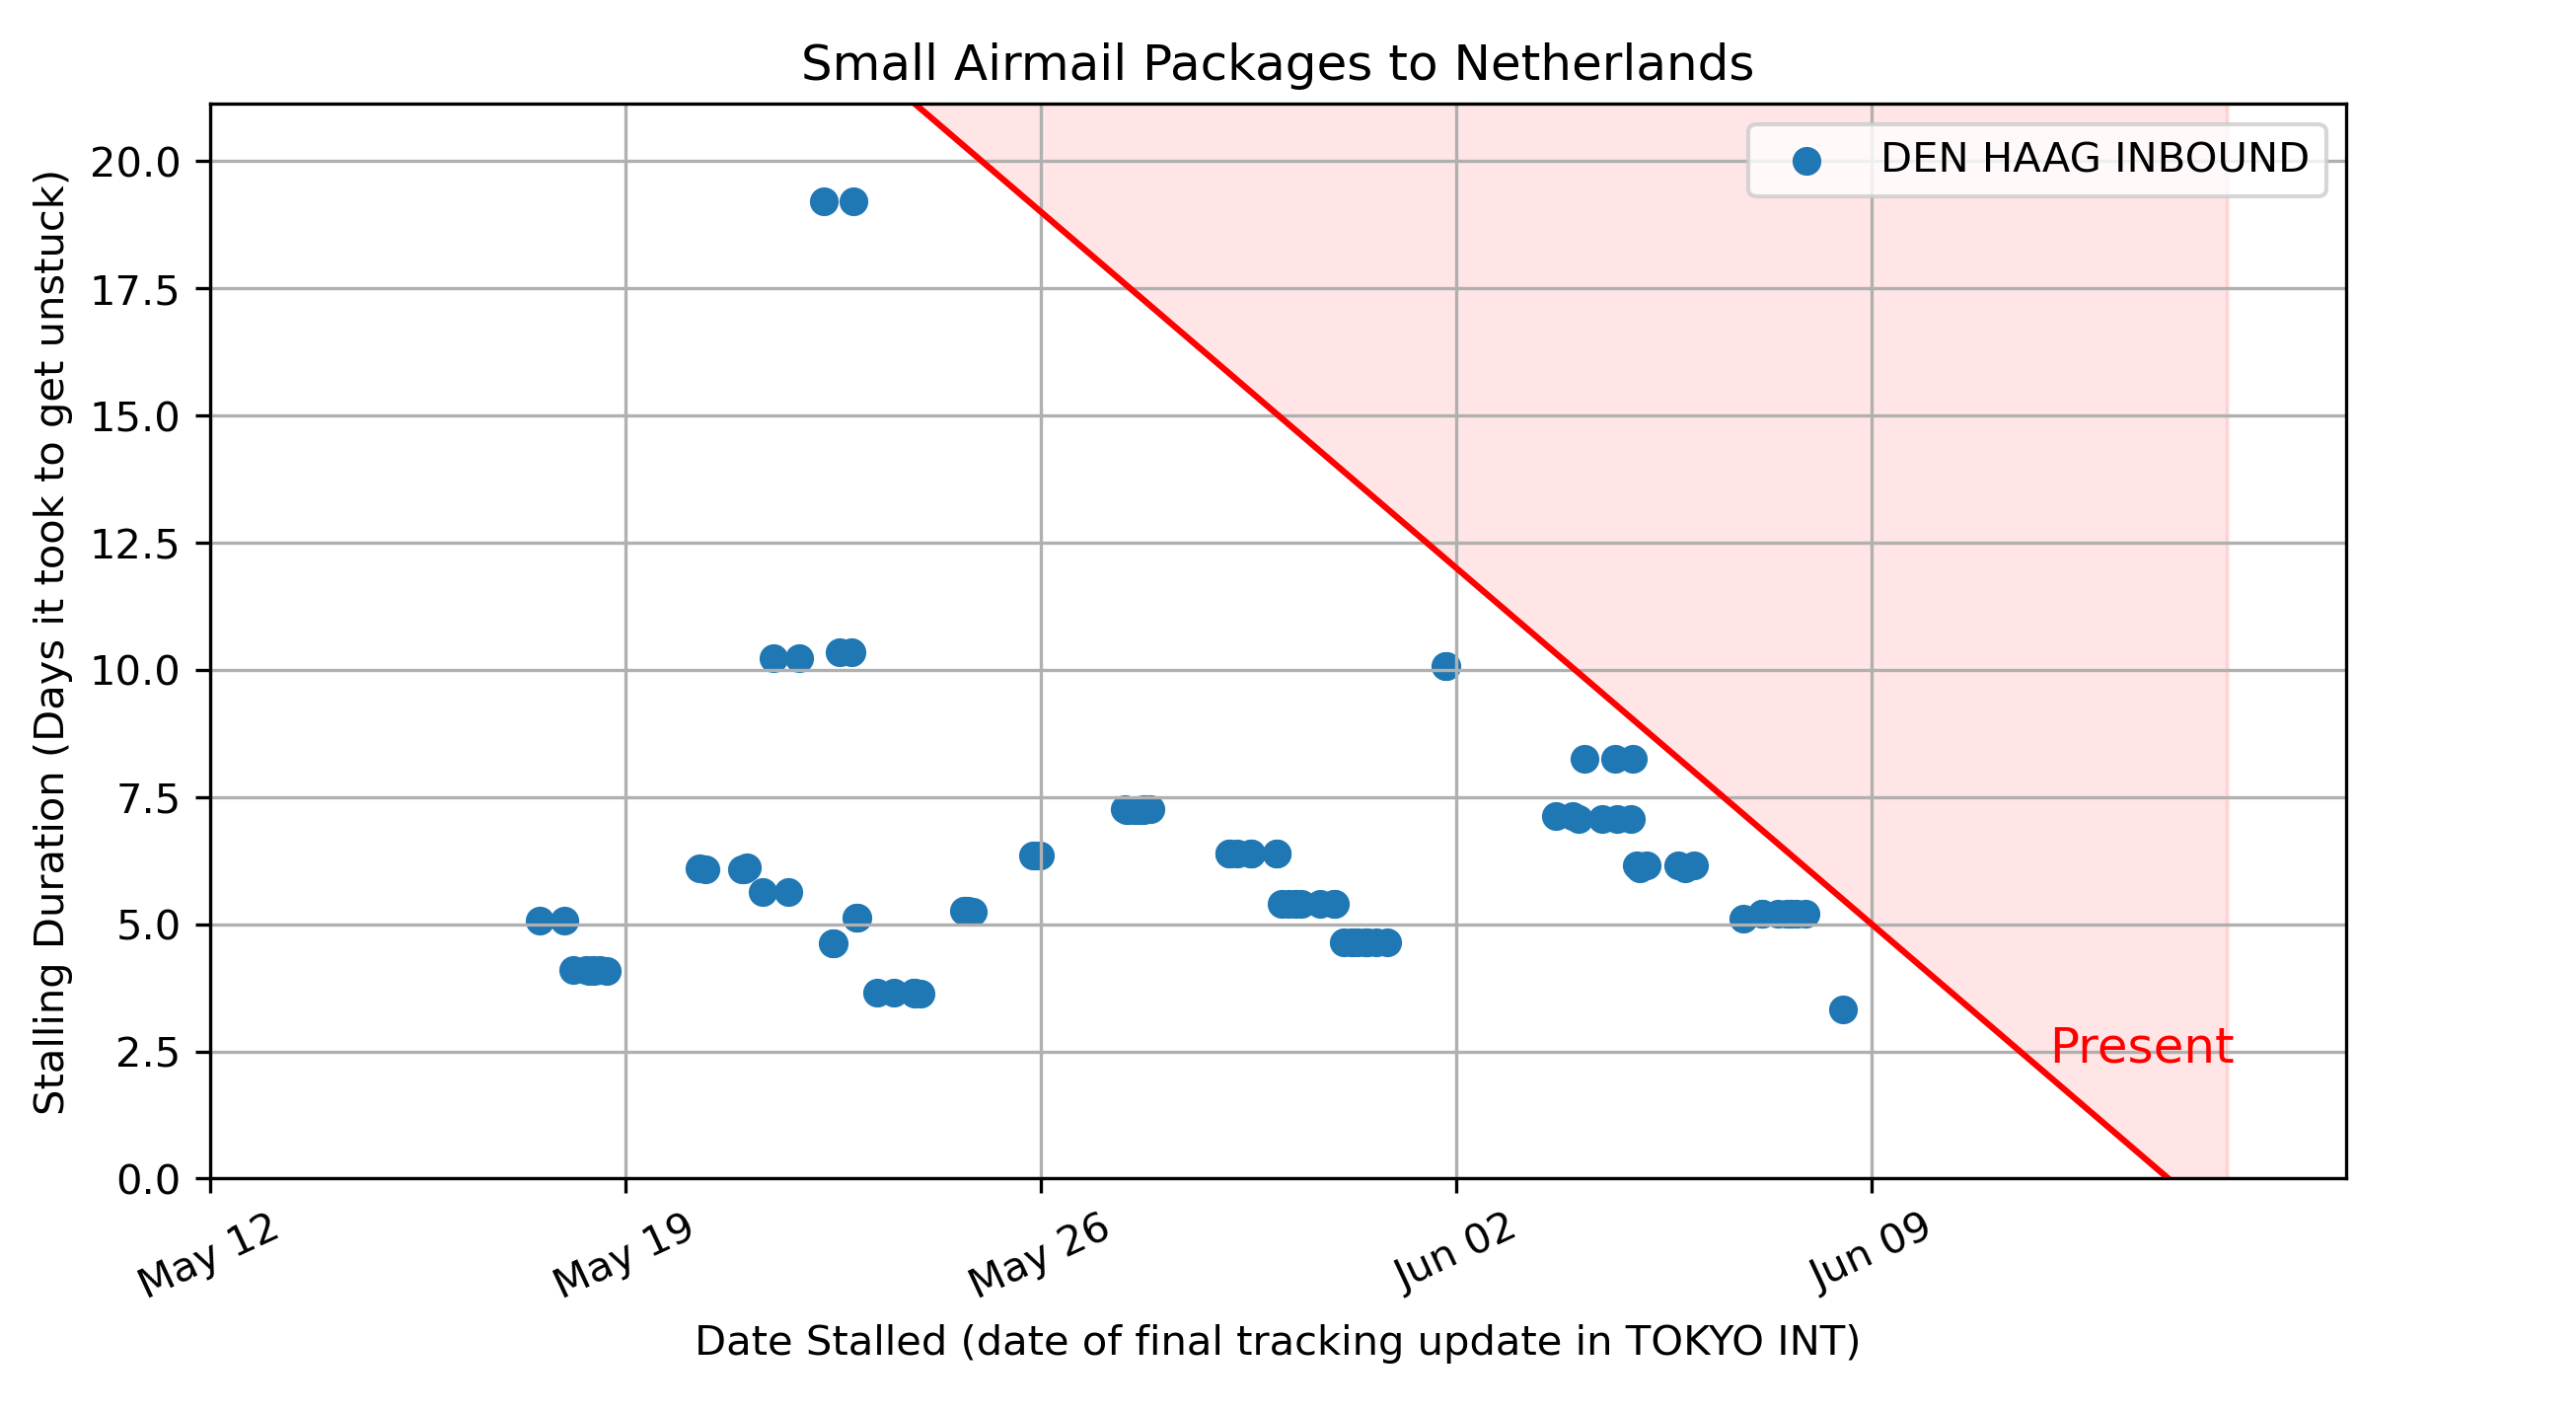 Small Airmail Packages to Netherlands
DEN HAAG INBOUND
Stalling Duration (Days it took to get unstuck)
20.0
17.5
15.0
12.5
10.0
7.5
5.0
2.5
0.0
Present
May 12
May 19
May 26
Jun 02
Jun 09
Date Stalled (date of final tracking update in TOKYO INT)